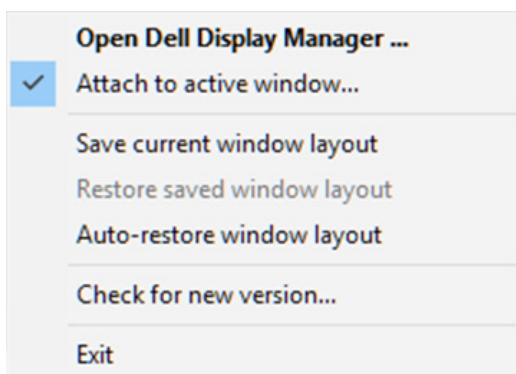 Open Dell Display Manager ...
Attach to active window...
Save current window layout
Restore saved window layout
Auto-restore window layout
Check for new version...
Exit